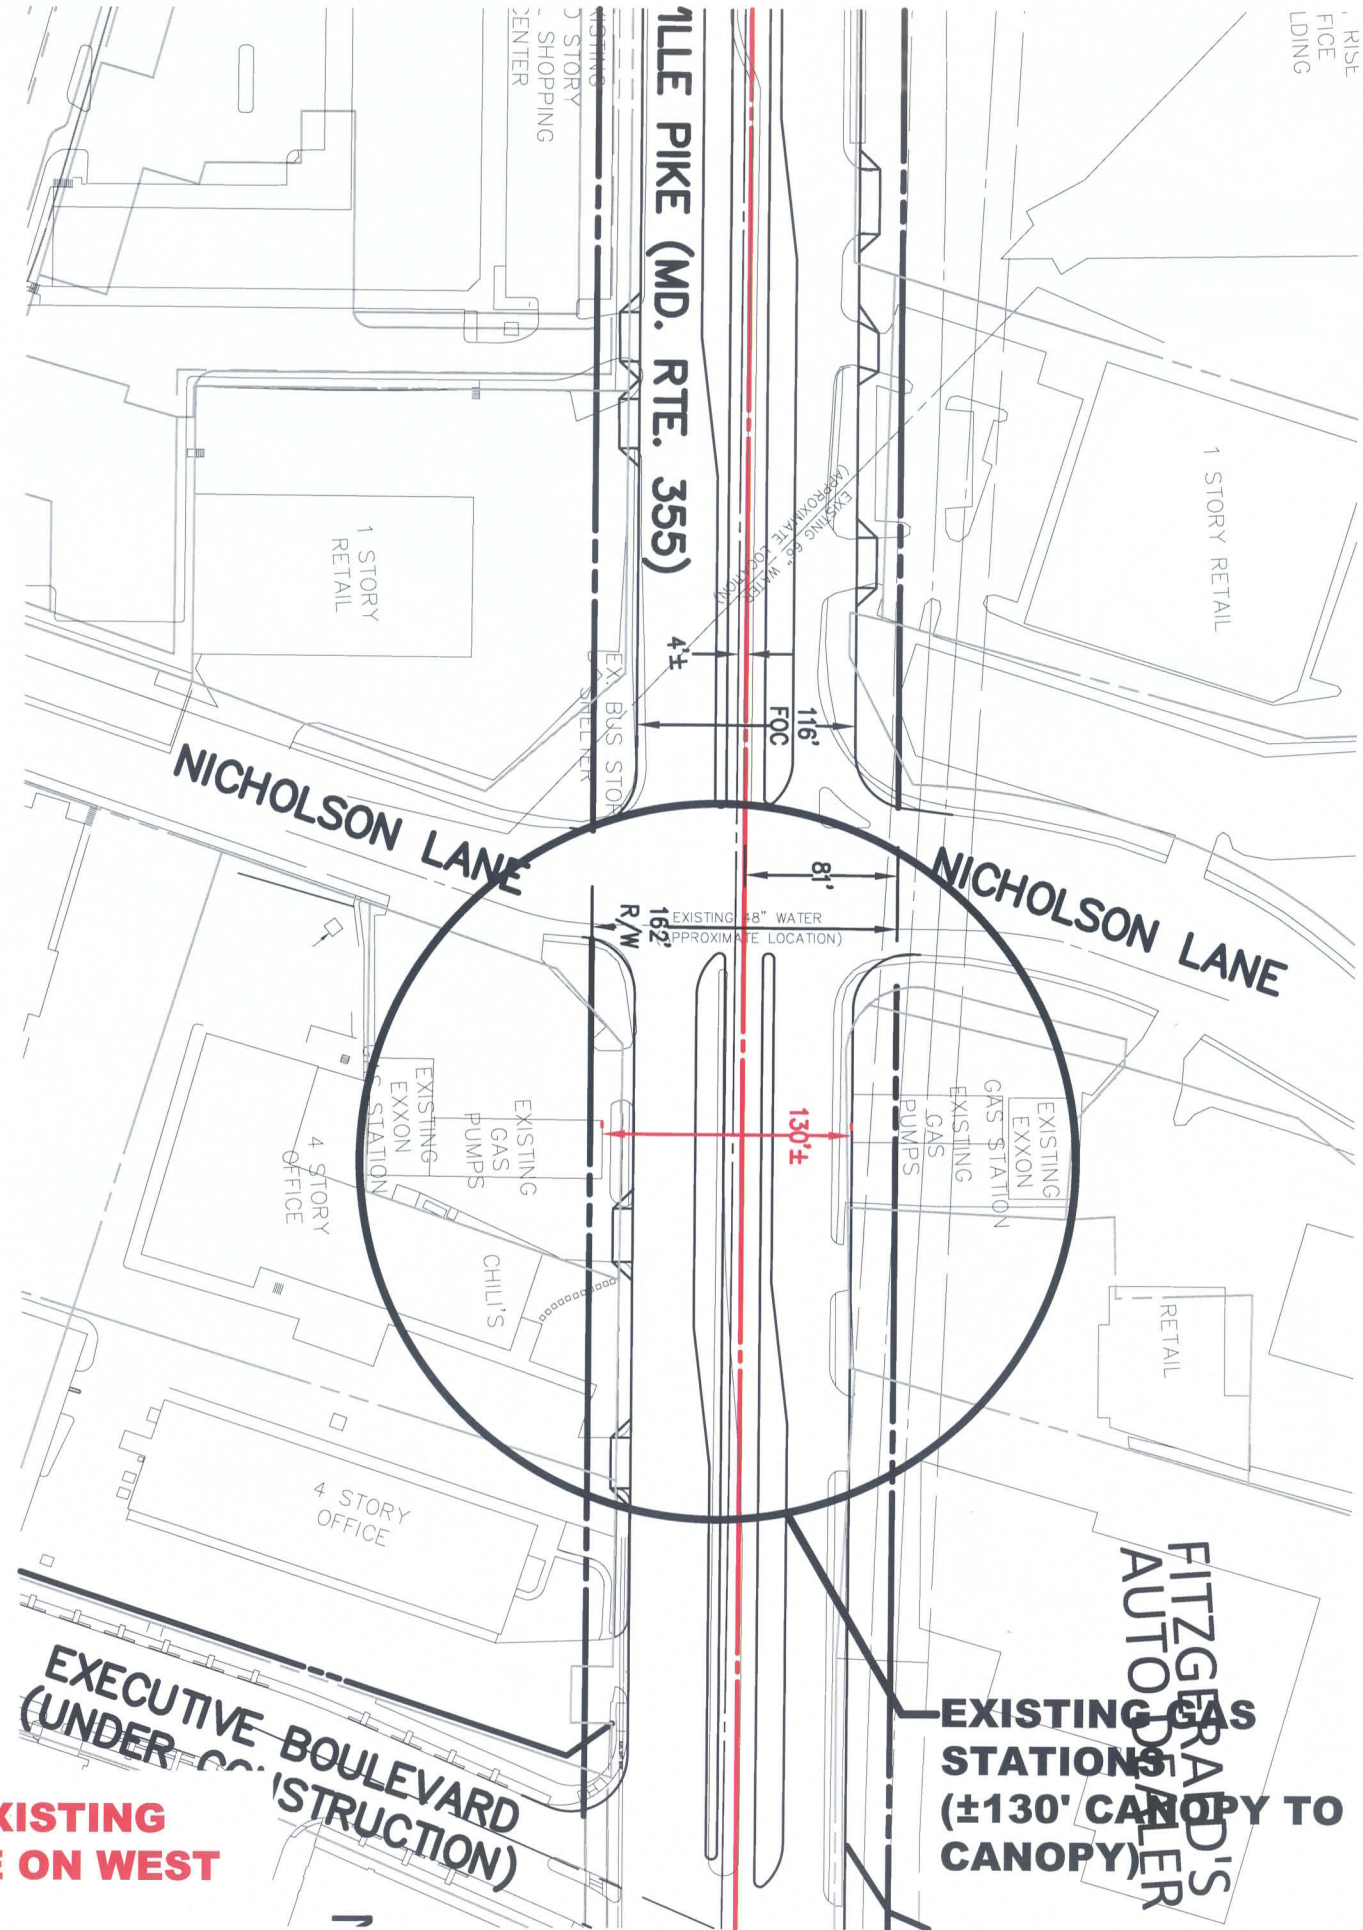 RISE
FICE
LDING
ISTING
STORY
SHOPPING
CENTER
ILLE PIKE (MD. RTE. 355)
1 STORY RETAIL
EXISTING 66" WATER
(APPROXIMATE LOCATION)
1 STORY
RETAIL
4'±
116'
FOC
EX. BUS STOP
SHELTER
NICHOLSON LANE
81'
NICHOLSON LANE
162'
R/W
EXISTING 48" WATER
APPROXIMATE LOCATION)
EXISTING
EXXON
GAS STATION
EXISTING
GAS
PUMPS
130'±
EXISTING
EXXON
GAS STATION
EXISTING
GAS
PUMPS
4 STORY
OFFICE
CHILI'S
RETAIL
4 STORY
OFFICE
FITZGERALD'S
AUTO DEALER
EXISTING GAS
STATIONS
(±130' CANOPY TO
CANOPY)
EXECUTIVE BOULEVARD
(UNDER CONSTRUCTION)
XISTING
E ON WEST